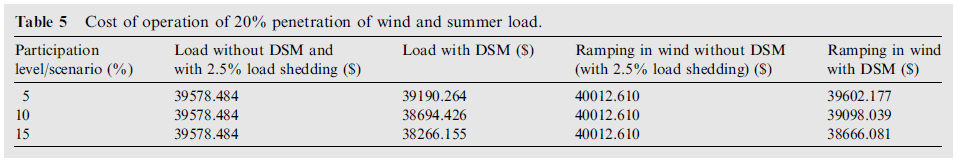 Table 5 Cost of operation of 20% penetration of wind and summer load.
Participation Load without DSM and Load with DSM ($) Ramping in wind without DSM Ramping in wind
level/scenario (%) with 2.5% load shedding ($) (with 2.5% load shedding) ($) with DSM ($)
5 39578.484 39190.264 40012.610 39602.177
10 39578.484 38694.426 40012.610 39098.039
15 39578.484 38266.155 40012.610 38666.081